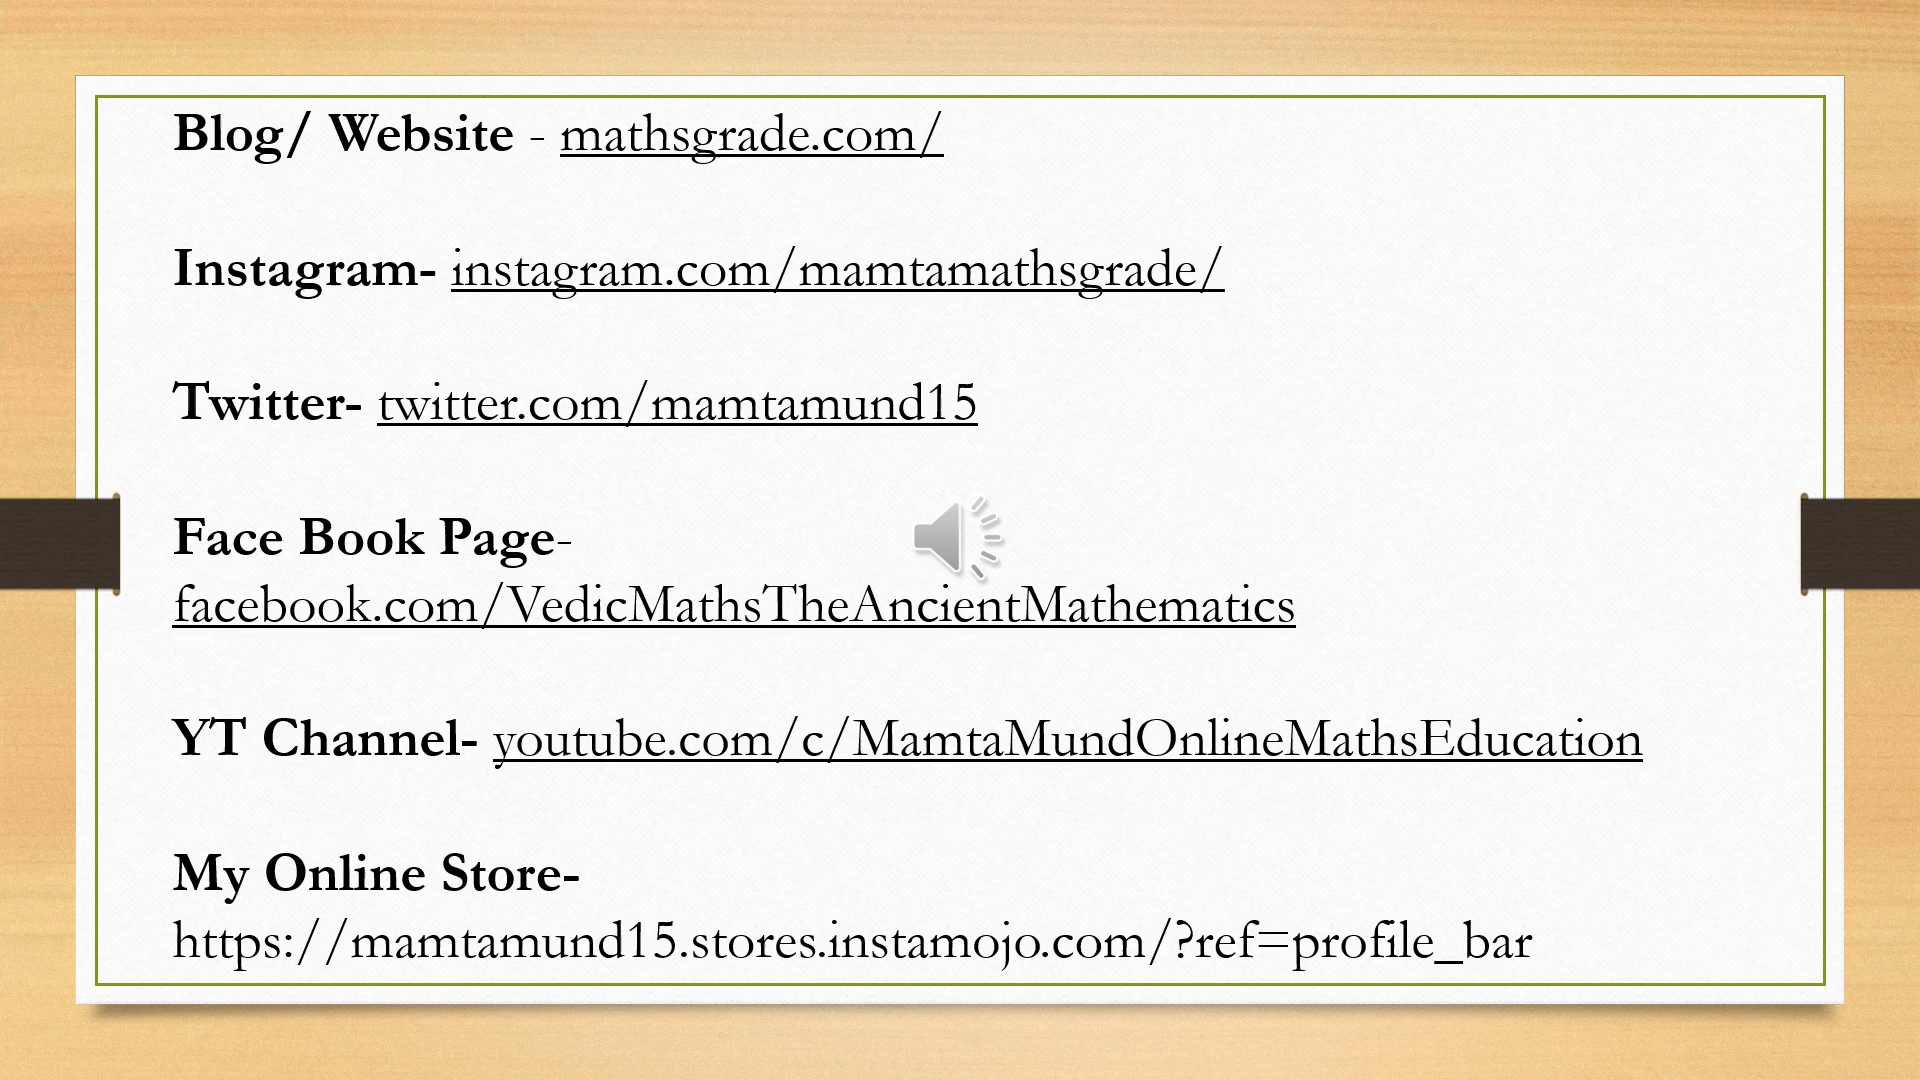 Blog/ Website - mathsgrade.com/
Instagram- instagram.com/mamtamathsgrade/
Twitter- twitter.com/mamtamund15
Face Book Page-
facebook.com/VedicMathsTheAncientMathematics
YT Channel- youtube.com/c/MamtaMundOnlineMathsEducation
My Online Store-
https://mamtamund15.stores.instamojo.com/?ref=profile_bar